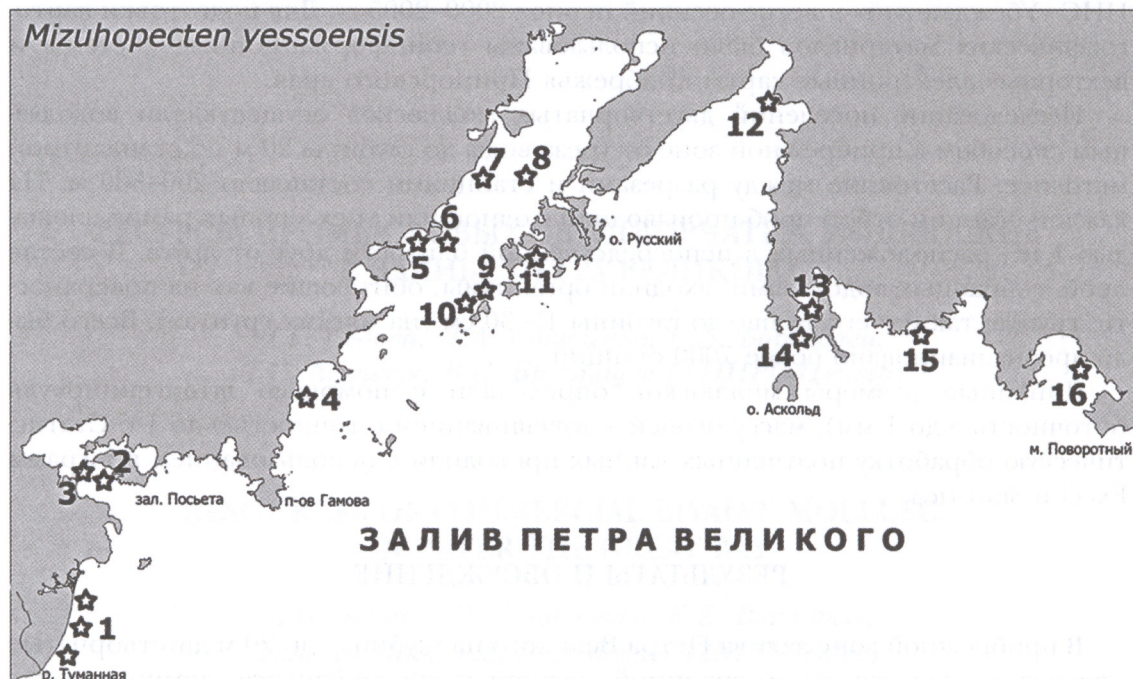 Mizuhopecten yessoensis
12
7 8
6
о. Русский
5 9 11
10
13
14 15
16
4
о. Аскольд
м. Поворотный
2
3
зал. Посьета п-ов Гамова
ЗАЛИВ ПЕТРА ВЕЛИКОГО
1
р. Туманная